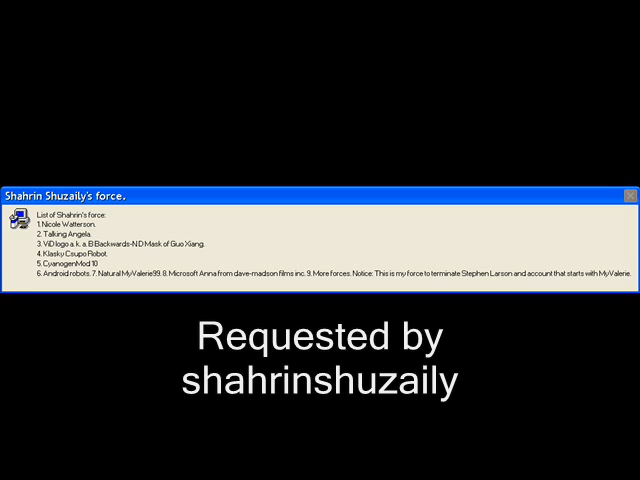 Shahrin Shuzaily's force.
List of Shahrin's force:
1. Nicole Watterson.
2. Talking Angela.
3. ViD logo a.k. a. El Backwards-N D Mask of Guo Xiang.
4. Klasky Csupo Robot.
5. CyanogenMod 10
6. Android robots. 7. Natural MyValerie99. 8. Microsoft Anna from dave-madson films inc. 9. More forces. Notice: This is my force to terminate Stephen Larson and account that starts with MyValerie.
Requested by
shahrinshuzaily